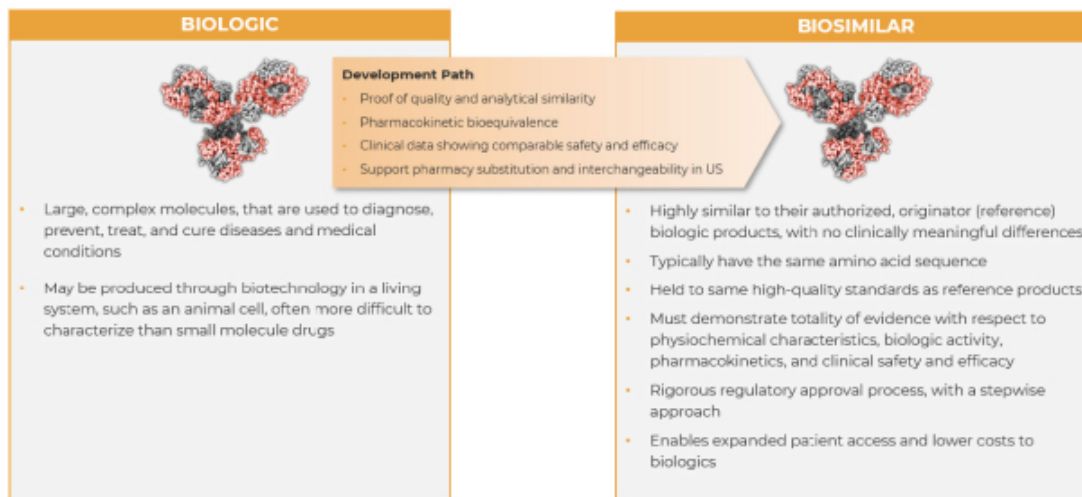 BIOLOGIC
Development Path
Proof of quality and analytical similarity
Pharmacokinetic bioequivalence
Clinical data showing comparable safety and efficacy
Support pharmacy substitution and interchangeability in US
Large, complex molecules, that are used to diagnose,
prevent, treat, and cure diseases and medical
conditions
May be produced through biotechnology in a living
system, such as an animal cell, often more difficult to
characterize than small molecule drugs
BIOSIMILAR
Highly similar to their authorized, originator (reference)
biologic products, with no clinically meaningful differences
Typically have the same amino acid sequence
Held to same high-quality standards as reference products
Must demonstrate totality of evidence with respect to
physiochemical characteristics, biologic activity,
pharmacokinetics, and clinical safety and efficacy
Rigorous regulatory approval process, with a stepwise
approach
Enables expanded patient access and lower costs to
biologics